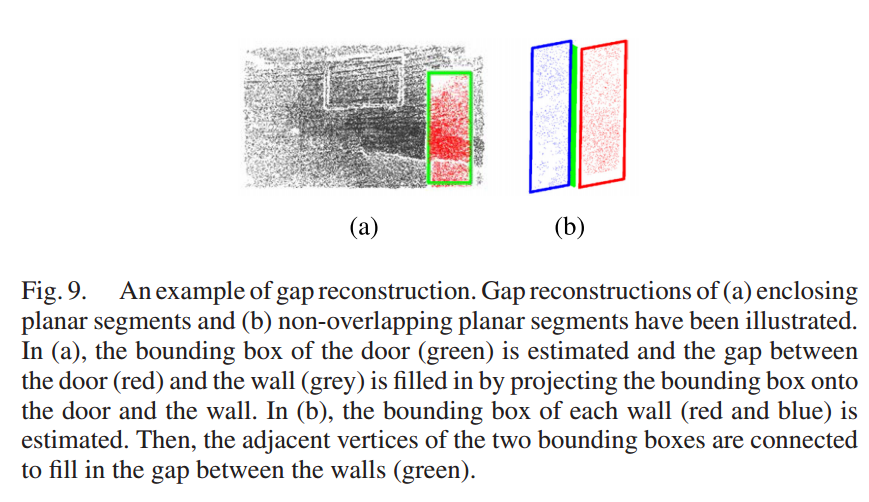 (a)
(b)
Fig. 9. An example of gap reconstruction. Gap reconstructions of (a) enclosing
planar segments and (b) non-overlapping planar segments have been illustrated.
In (a), the bounding box of the door (green) is estimated and the gap between
the door (red) and the wall (grey) is filled in by projecting the bounding box onto
the door and the wall. In (b), the bounding box of each wall (red and blue) is
estimated. Then, the adjacent vertices of the two bounding boxes are connected
to fill in the gap between the walls (green).